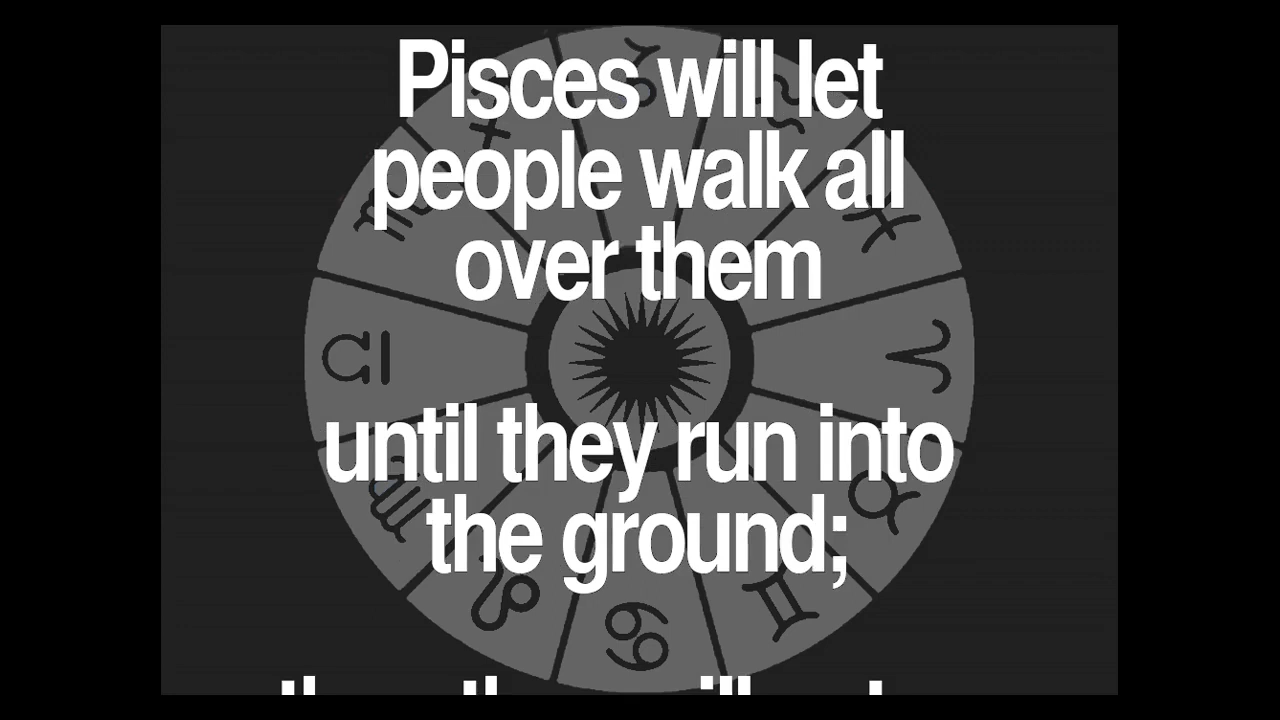 Pisces will let
people walk all
over them
until they run into
the ground;